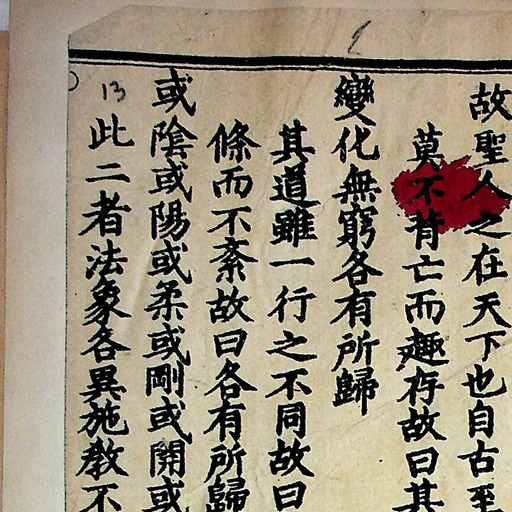 故聖人之在天下也自古至
莫不背亡而趣存故曰其
變化無窮各有所歸
其道雖一行之不同故曰
條而不紊故曰各有所歸
或陰或陽或柔或剛或開或
此二者法象各異施教不
13